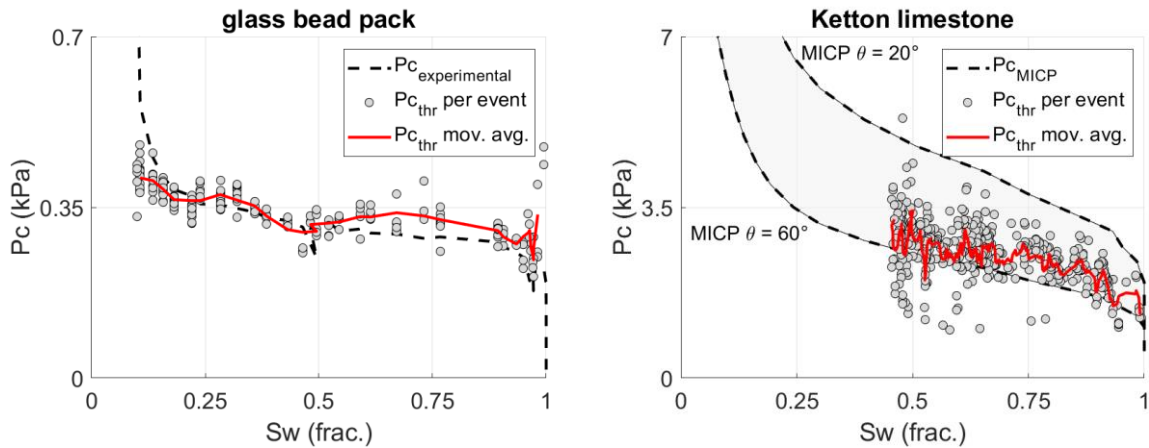 glass bead pack
0.7
0.35
0
Pc (kPa)
0
0.25
0.5
0.75
1
Sw (frac.)
Pc_experimental
Pc_thr per event
Pc_thr mov. avg.
Ketton limestone
7
3.5
0
Pc (kPa)
0
0.25
0.5
0.75
1
Sw (frac.)
MICP θ = 20°
MICP θ = 60°
Pc_MICP
Pc_thr per event
Pc_thr mov. avg.